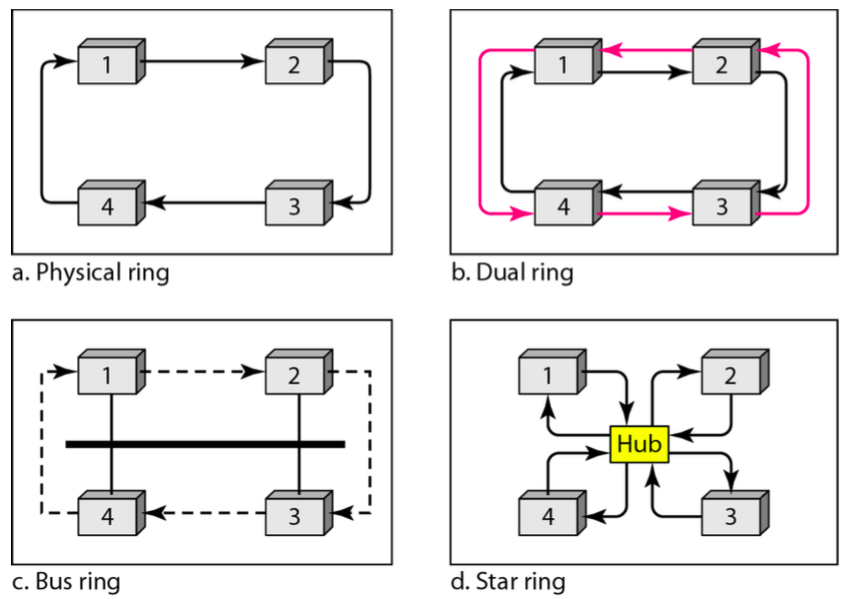 1 2
4 3
a. Physical ring
1 2
4 3
b. Dual ring
1 2
4 3
c. Bus ring
1 2
Hub
4 3
d. Star ring